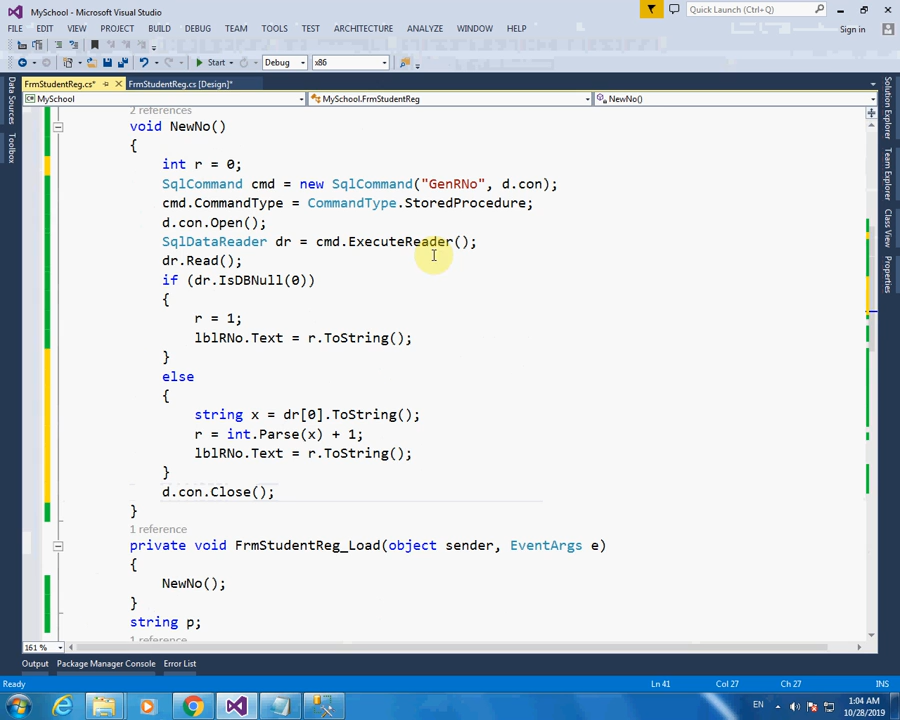 MySchool - Microsoft Visual Studio
Quick Launch (Ctrl+Q)
FILE EDIT VIEW PROJECT BUILD DEBUG TEAM TOOLS TEST ARCHITECTURE ANALYZE WINDOW HELP
Sign in
Start Debug x86
FrmStudentReg.cs* FrmStudentReg.cs [Design]*
MySchool MySchool.FrmStudentReg NewNo()
Data Sources
Toolbox
Solution Explorer
Team Explorer
Class View
Properties
2 references
void NewNo()
{
int r = 0;
SqlCommand cmd = new SqlCommand("GenRNo", d.con);
cmd.CommandType = CommandType.StoredProcedure;
d.con.Open();
SqlDataReader dr = cmd.ExecuteReader();
dr.Read();
if (dr.IsDBNull(0))
{
r = 1;
lblRNo.Text = r.ToString();
}
else
{
string x = dr[0].ToString();
r = int.Parse(x) + 1;
lblRNo.Text = r.ToString();
}
d.con.Close();
}
1 reference
private void FrmStudentReg_Load(object sender, EventArgs e)
{
NewNo();
}
string p;
1 reference
161 %
Output Package Manager Console Error List
Ready Ln 41 Col 27 Ch 27 INS
EN 1:04 AM
10/28/2019